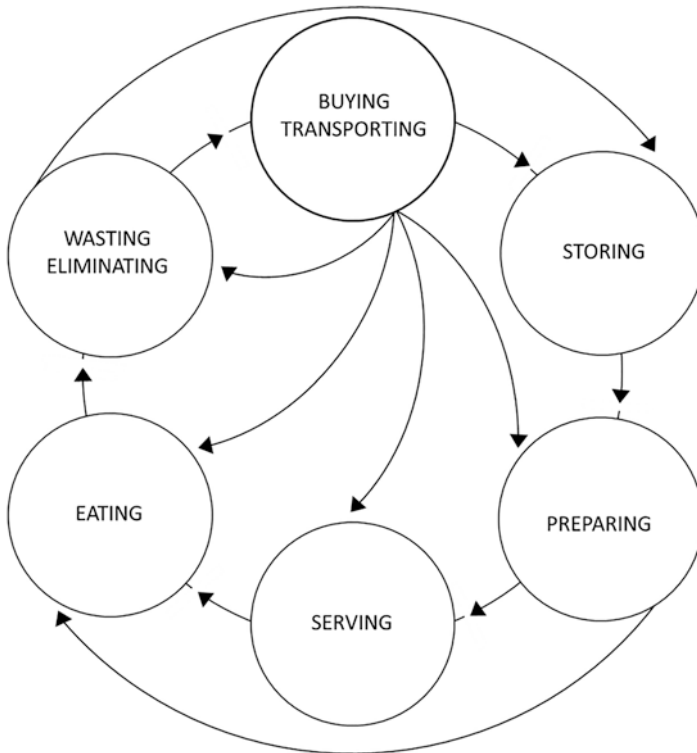 BUYING
TRANSPORTING
STORING
PREPARING
SERVING
EATING
WASTING
ELIMINATING